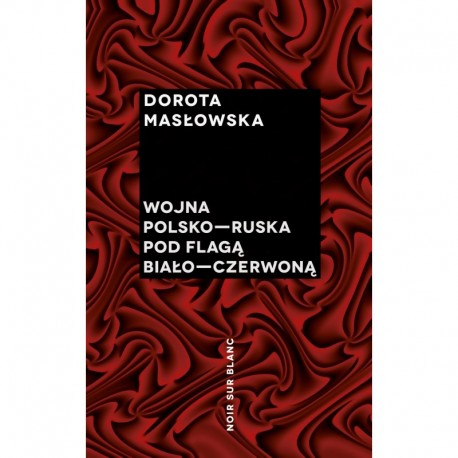 DOROTA
MASŁOWSKA
WOJNA
POLSKO—RUSKA
POD FLAGĄ
BIAŁO—CZERWONĄ
NOIR SUR BLANC